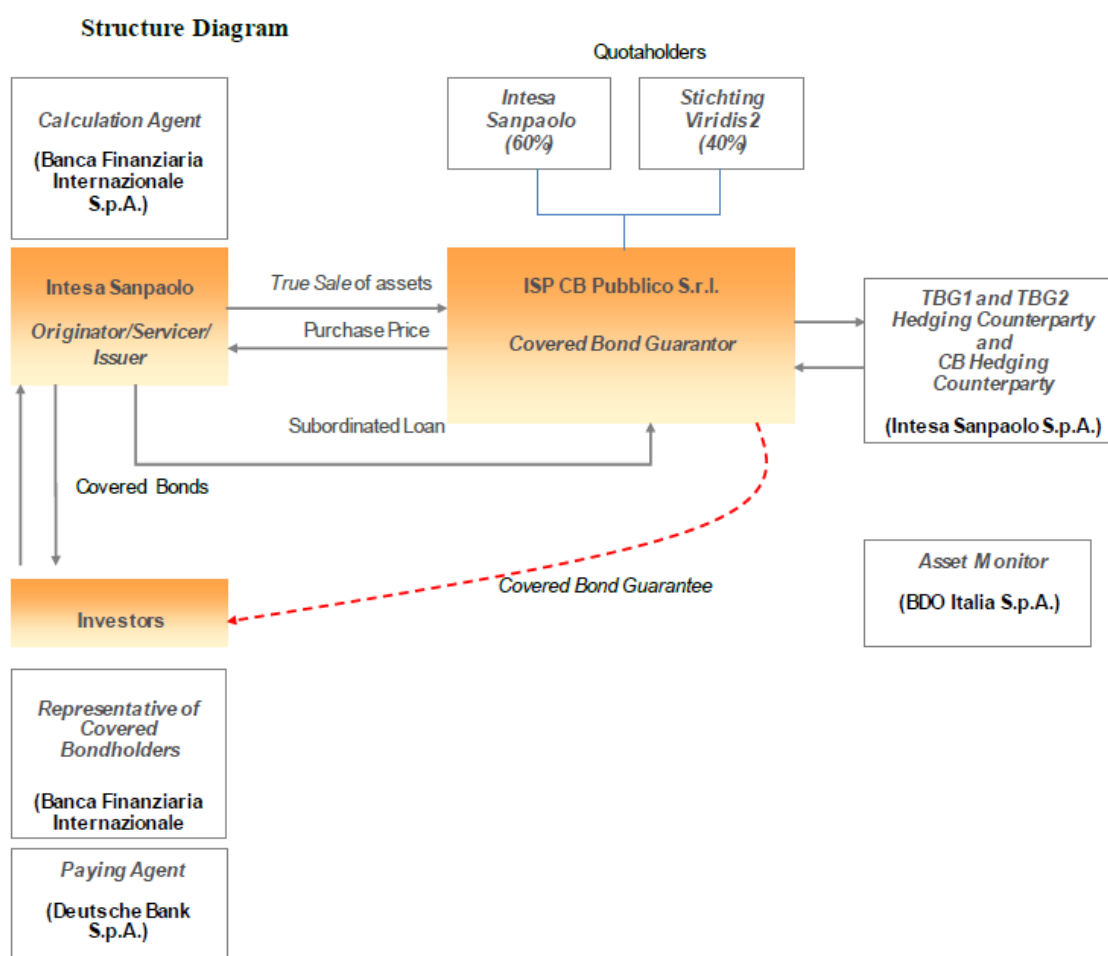 Structure Diagram
Quotaholders
Calculation Agent
(Banca Finanziaria
Internazionale
S.p.A.)
Intesa
Sanpaolo
(60%)
Stichting
Viridis2
(40%)
Intesa Sanpaolo
Originator/Servicer/
Issuer
True Sale of assets
Purchase Price
ISP CB Pubblico S.r.l.
Covered Bond Guarantor
TBG1 and TBG2
Hedging Counterparty
and
CB Hedging
Counterparty
(Intesa Sanpaolo S.p.A.)
Subordinated Loan
Covered Bonds
Covered Bond Guarantee
Asset Monitor
(BDO Italia S.p.A.)
Investors
Representative of
Covered
Bondholders
(Banca Finanziaria
Internazionale
Paying Agent
(Deutsche Bank
S.p.A.)